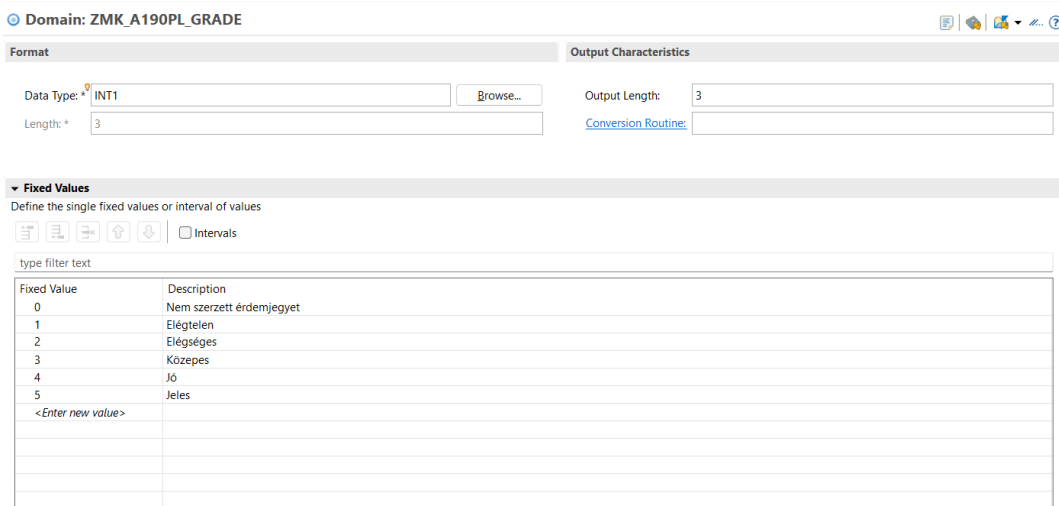 Domain: ZMK_A190PL_GRADE
Format
Data Type: * INT1 Browse...
Length: * 3
Output Characteristics
Output Length: 3
Conversion Routine:
Fixed Values
Define the single fixed values or interval of values
Intervals
type filter text
Fixed Value Description
0 Nem szerzett érdemjegyet
1 Elégtelen
2 Elégséges
3 Közepes
4 Jó
5 Jeles
<Enter new value>